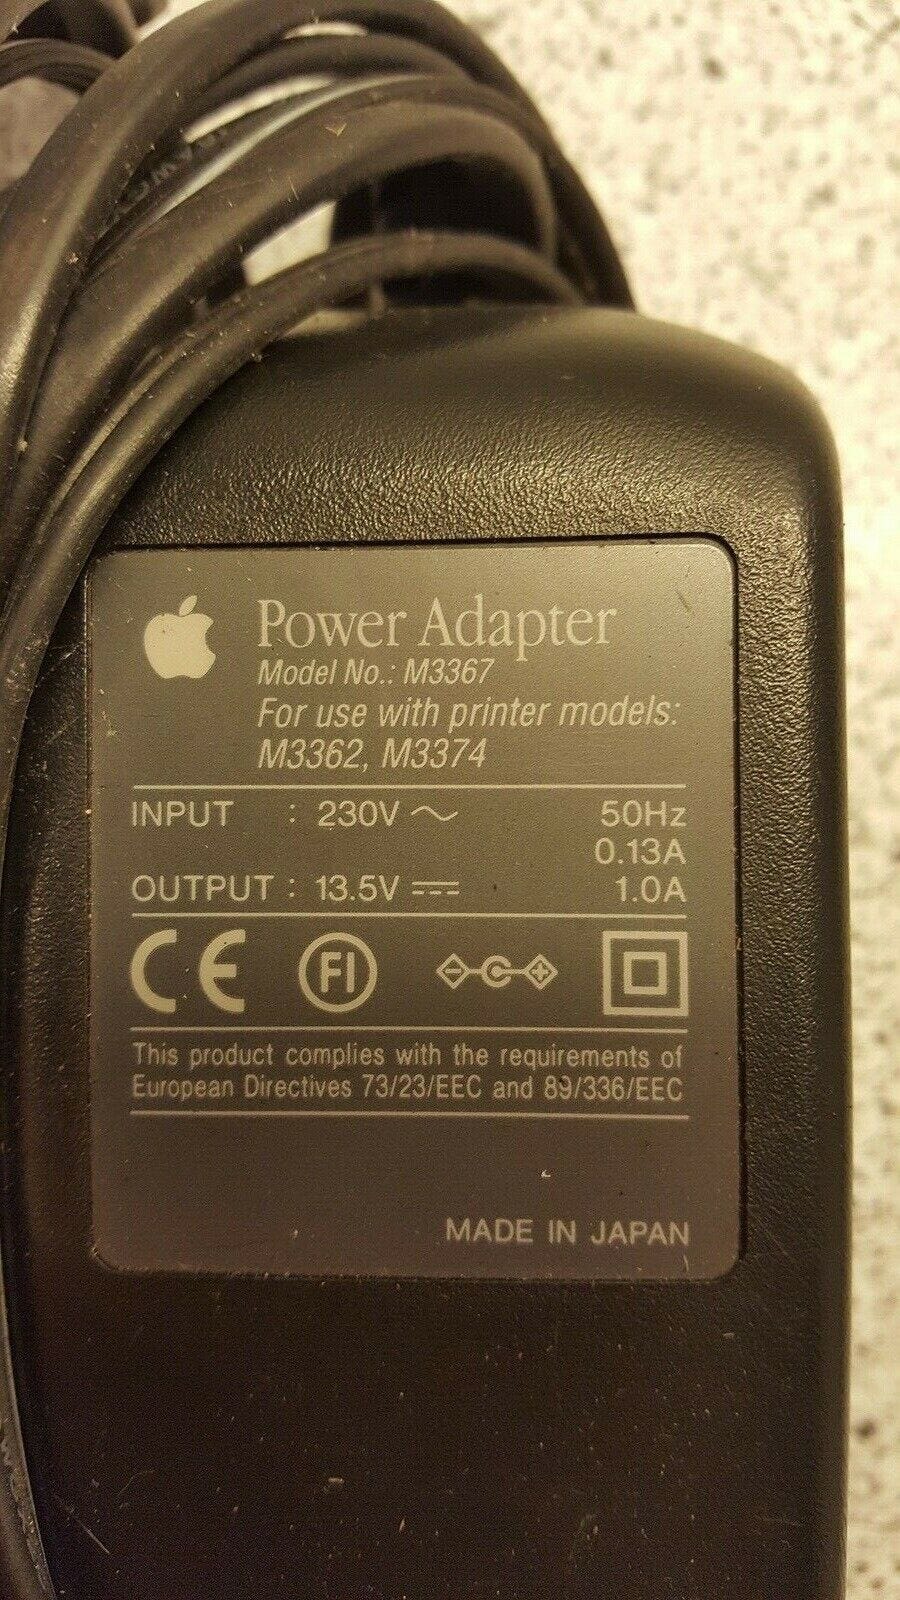 Power Adapter
Model No.: M3367
For use with printer models:
M3362, M3374
INPUT : 230V 50Hz
0.13A
OUTPUT : 13.5V 1.0A
CE FI
This product complies with the requirements of
European Directives 73/23/EEC and 89/336/EEC
MADE IN JAPAN